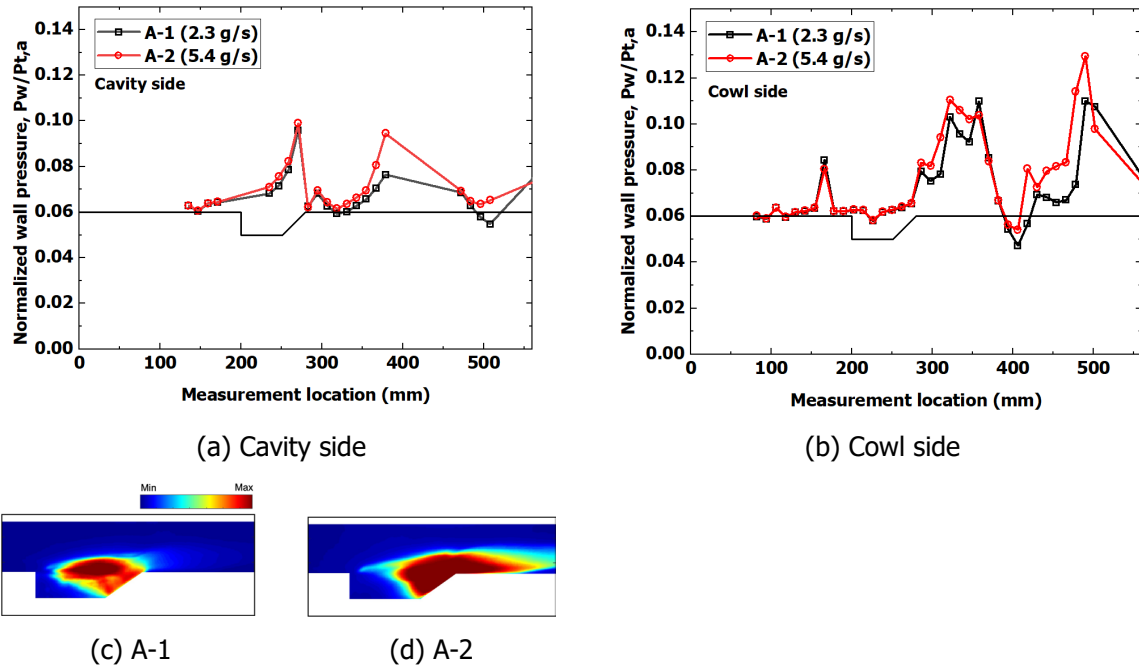 A-1 (2.3 g/s)
A-2 (5.4 g/s)
Cavity side
Normalized wall pressure, Pw/Pt,a
0.14
0.12
0.10
0.08
0.06
0.04
0.02
0.00
0 100 200 300 400 500
Measurement location (mm)
(a) Cavity side
A-1 (2.3 g/s)
A-2 (5.4 g/s)
Cowl side
Normalized wall pressure, Pw/Pt,a
0.14
0.12
0.10
0.08
0.06
0.04
0.02
0.00
0 100 200 300 400 500
Measurement location (mm)
(b) Cowl side
Min Max
(c) A-1
(d) A-2